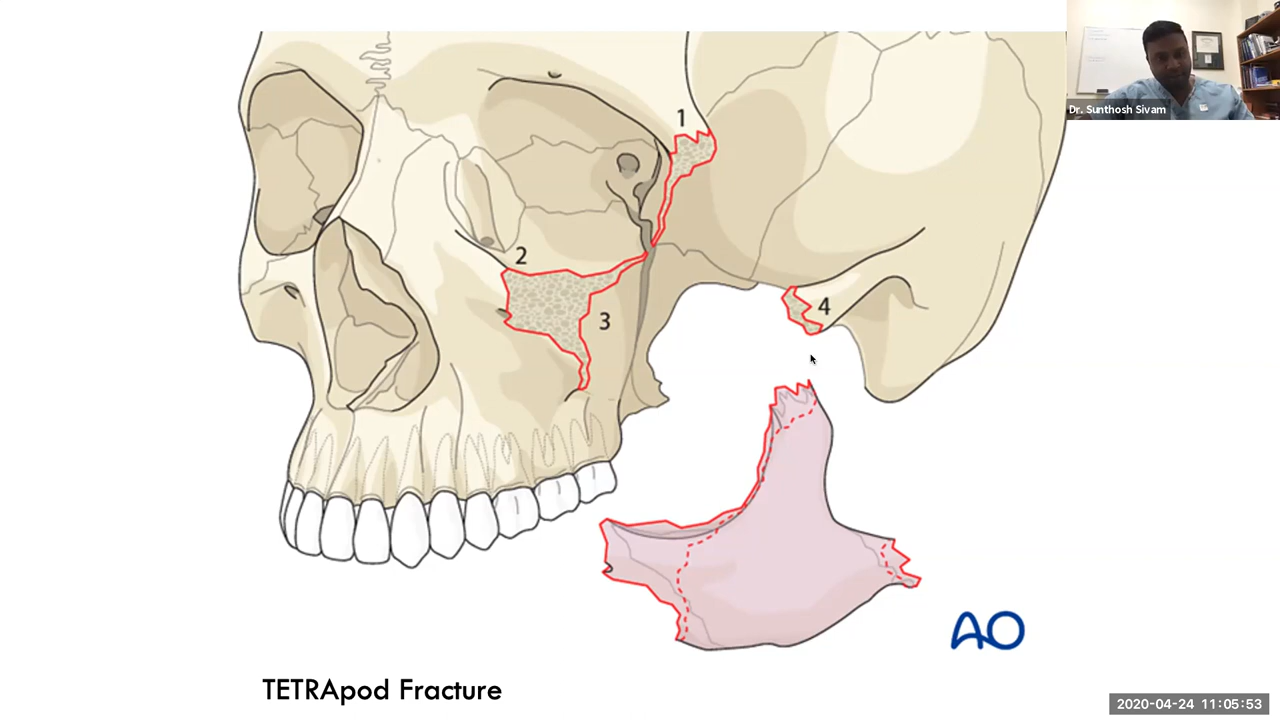 Dr. Sunthosh Sivam
1
2
3
4
AO
TETRApod Fracture
2020-04-24 11:05:53